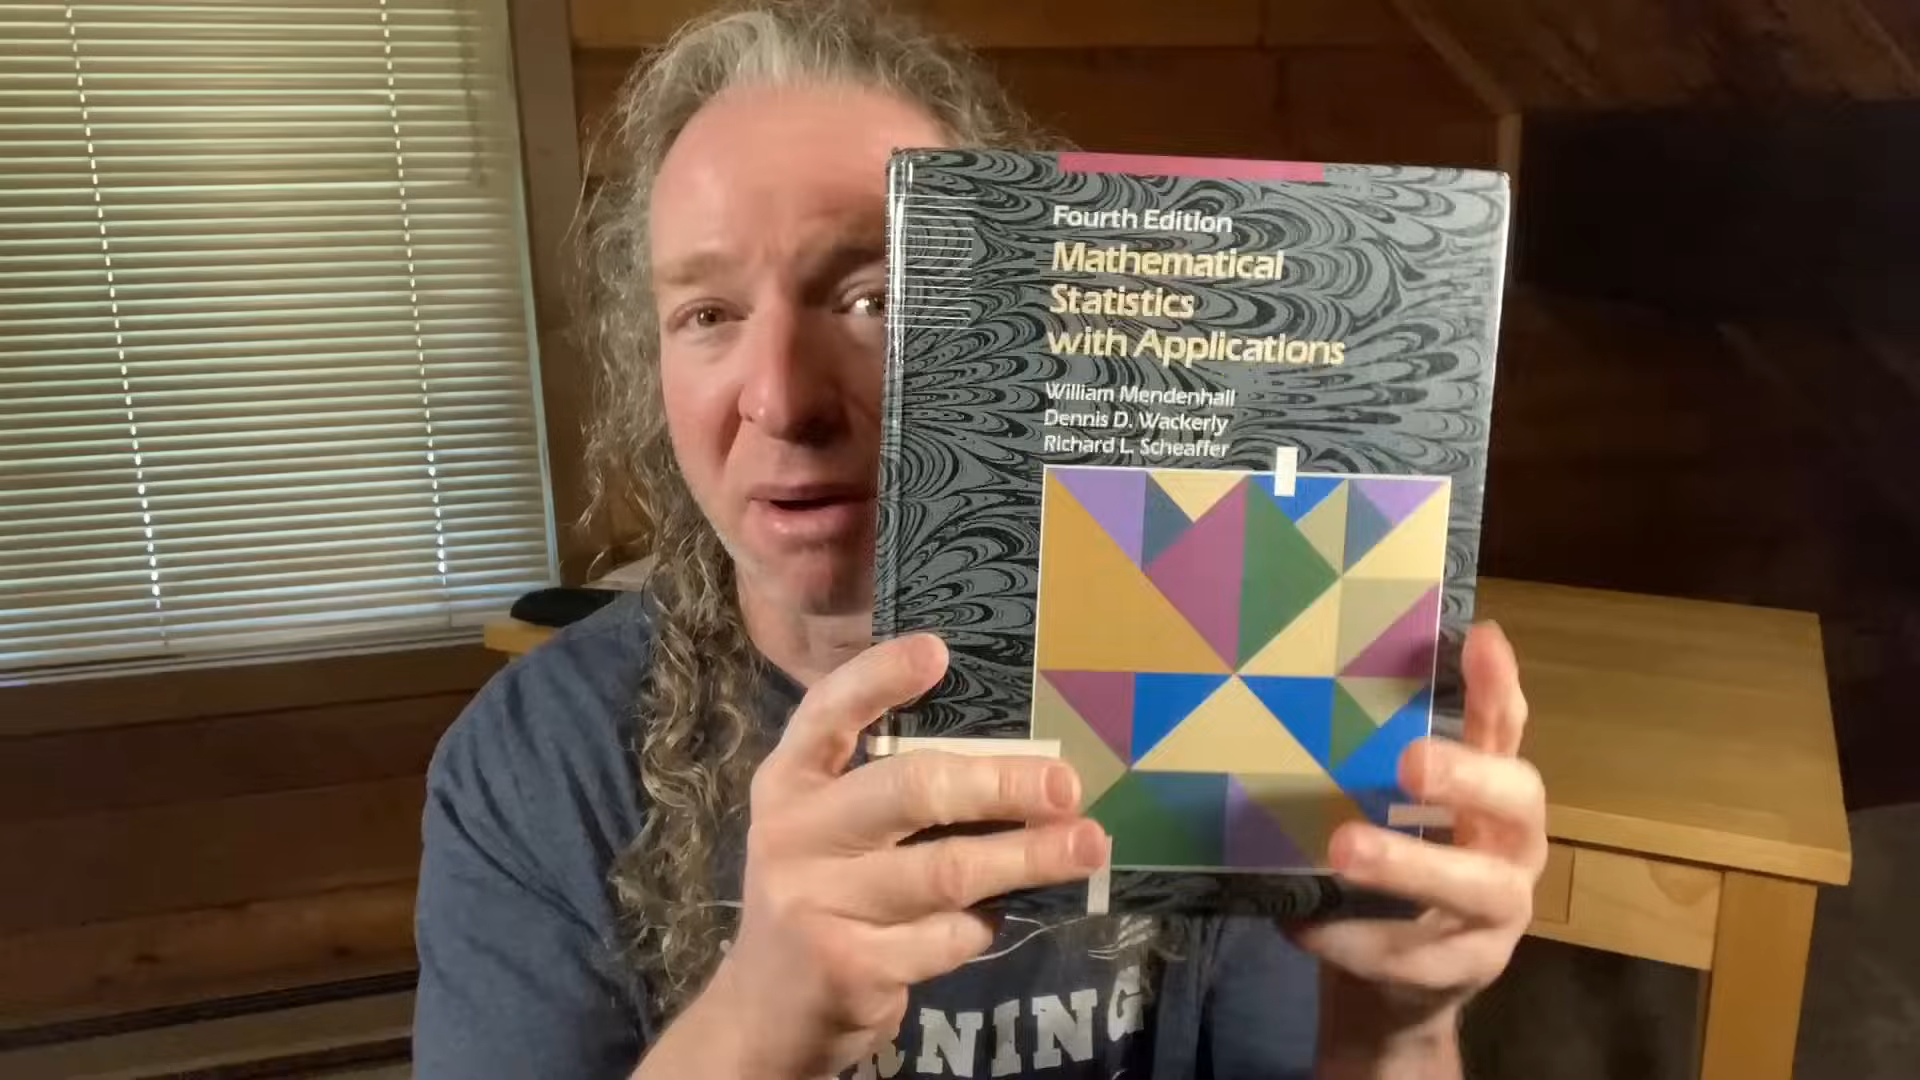 Fourth Edition
Mathematical
Statistics
with Applications
William Mendenhall
Dennis D. Wackerly
Richard L. Scheaffer
RNING